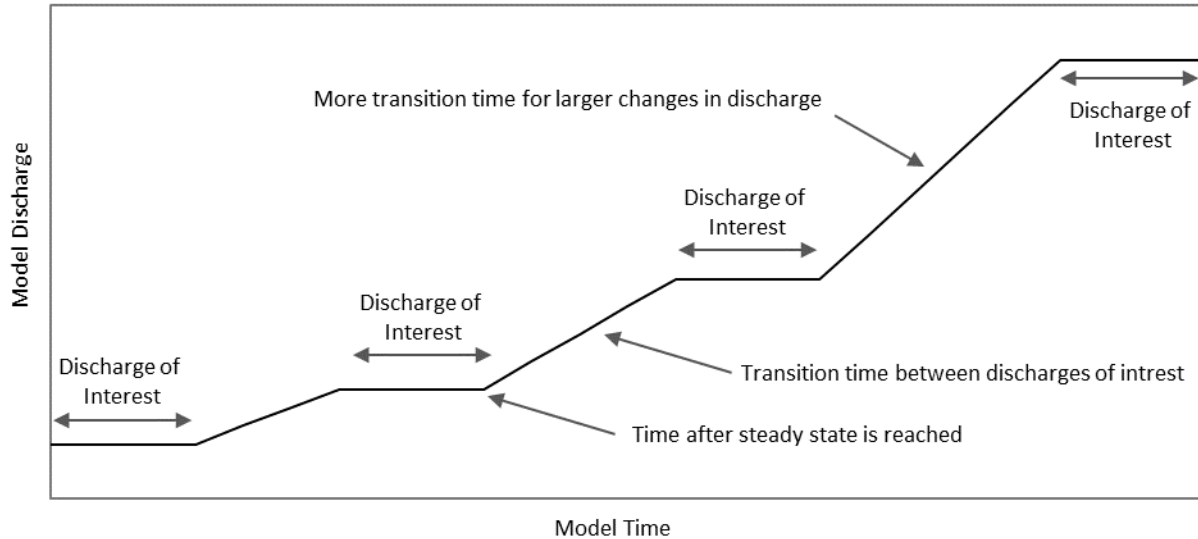 More transition time for larger changes in discharge
Discharge of
Interest
Discharge of
Interest
Discharge of
Interest
Discharge of
Interest
Transition time between discharges of intrest
Time after steady state is reached
Model Discharge
Model Time